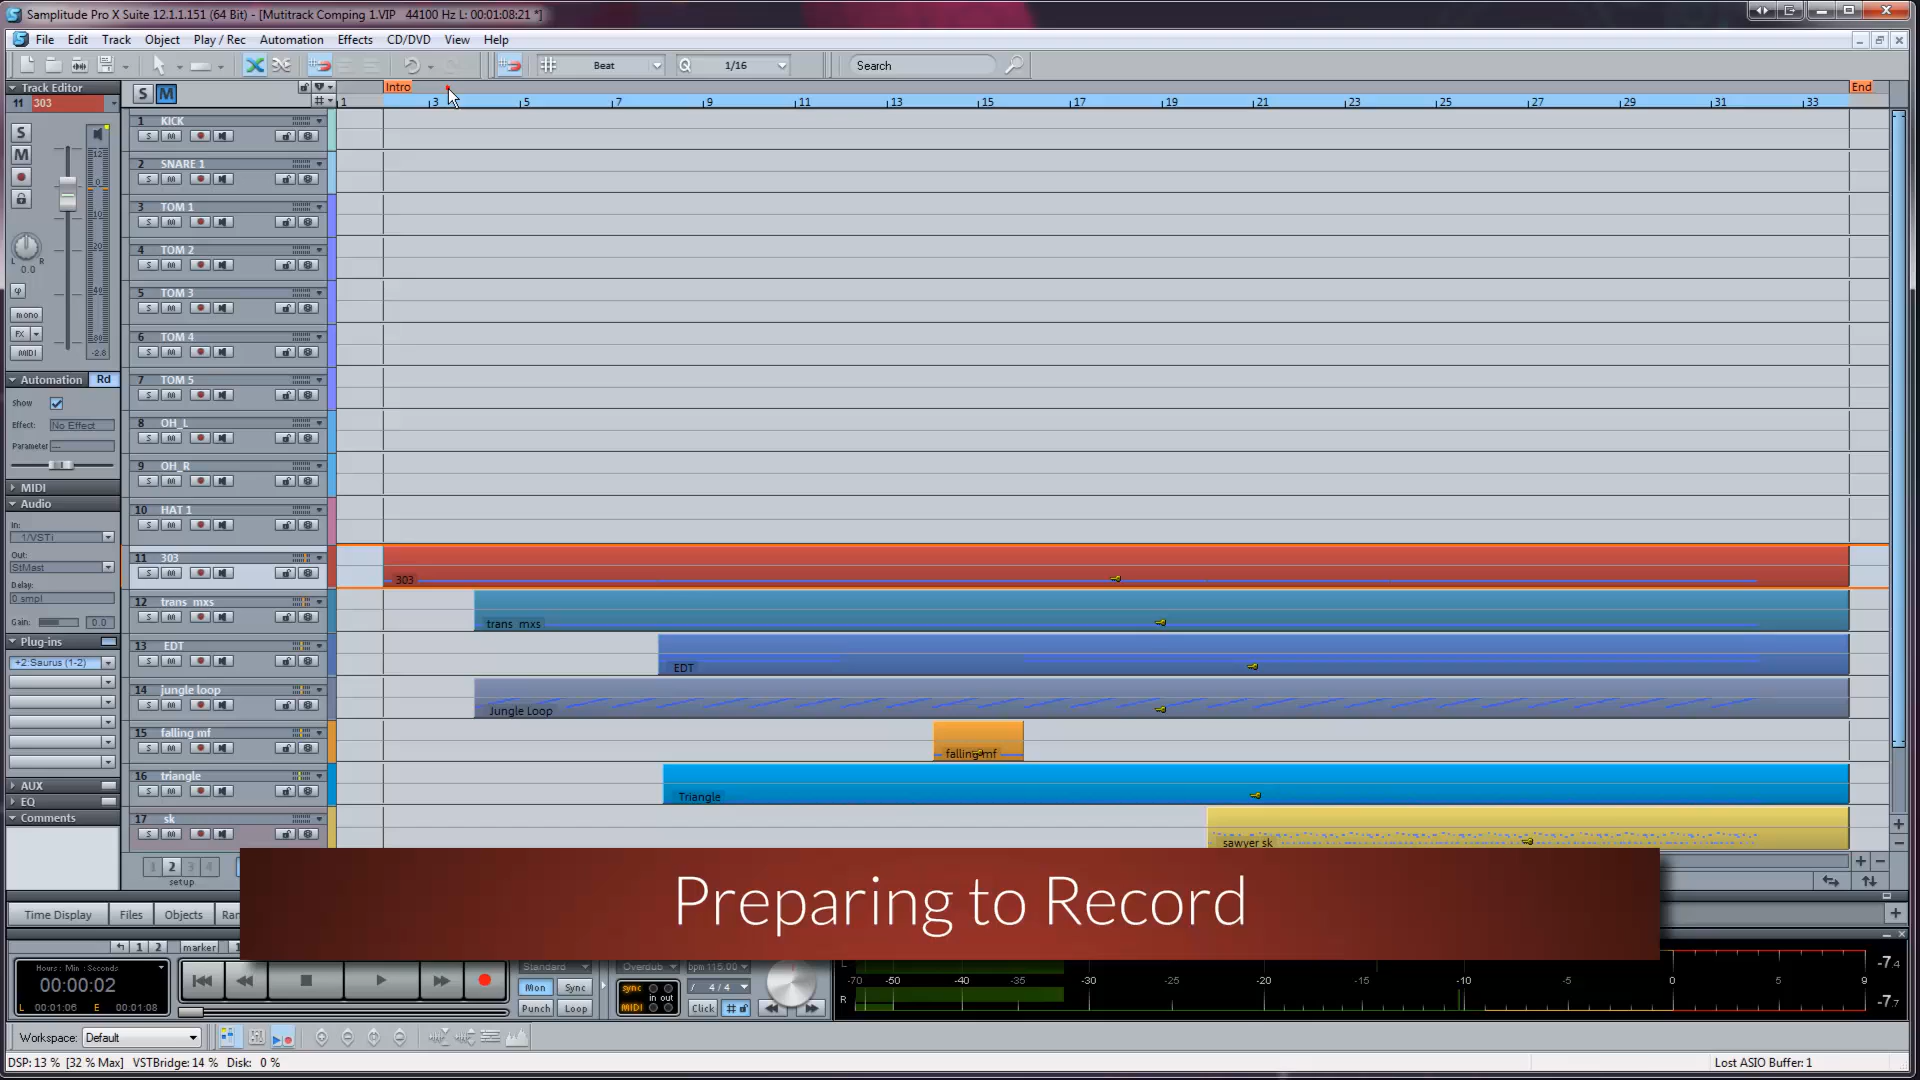 Samplitude Pro X Suite 12.1.1.151 (64 Bit) - [Mutitrack Comping 1.VIP   44100 Hz L: 00:01:08:21 *]
File Edit Track Object Play / Rec Automation Effects CD/DVD View Help
Beat Q 1/16 Search
Track Editor S M Intro End
11 303 1 3 5 7 9 11 13 15 17 19 21 23 25 27 29 31 33
1 KICK
2 SNARE 1
3 TOM 1
4 TOM 2
5 TOM 3
6 TOM 4
7 TOM 5
8 OH_L
9 OH_R
10 HAT 1
11 303
303
12 trans mxs
trans mxs
13 EDT
EDT
14 jungle loop
Jungle Loop
15 falling mf
falling mf
16 triangle
Triangle
17 sk
sawyer sk
S
M
L R
0.0
mono
FX
MIDI
-2.8
Automation Rd
Show
Effect: No Effect
Parameter
MIDI
Audio
In:
1/VSTi
Out:
StMast
Delay:
0 smpl
Gain: 0.0
Plug-ins
+2:Saurus (1-2)
AUX
EQ
Comments
1 2 3 4
setup
Preparing to Record
Time Display Files Objects
1 2 marker
Hours : Min : Seconds
00:00:02
L 00:01:06 E 00:01:08
Standard Overdub bpm 115.00
Mon Sync sync MIDI in out / 4/4
Punch Loop Click
L
-70 -50 -40 -35 -30 -25 -20 -15 -10 -5 0 9
R
-7.4
-7.7
Workspace: Default
DSP: 13 % [32 % Max] VSTBridge: 14 % Disk: 0 % Lost ASIO Buffer: 1